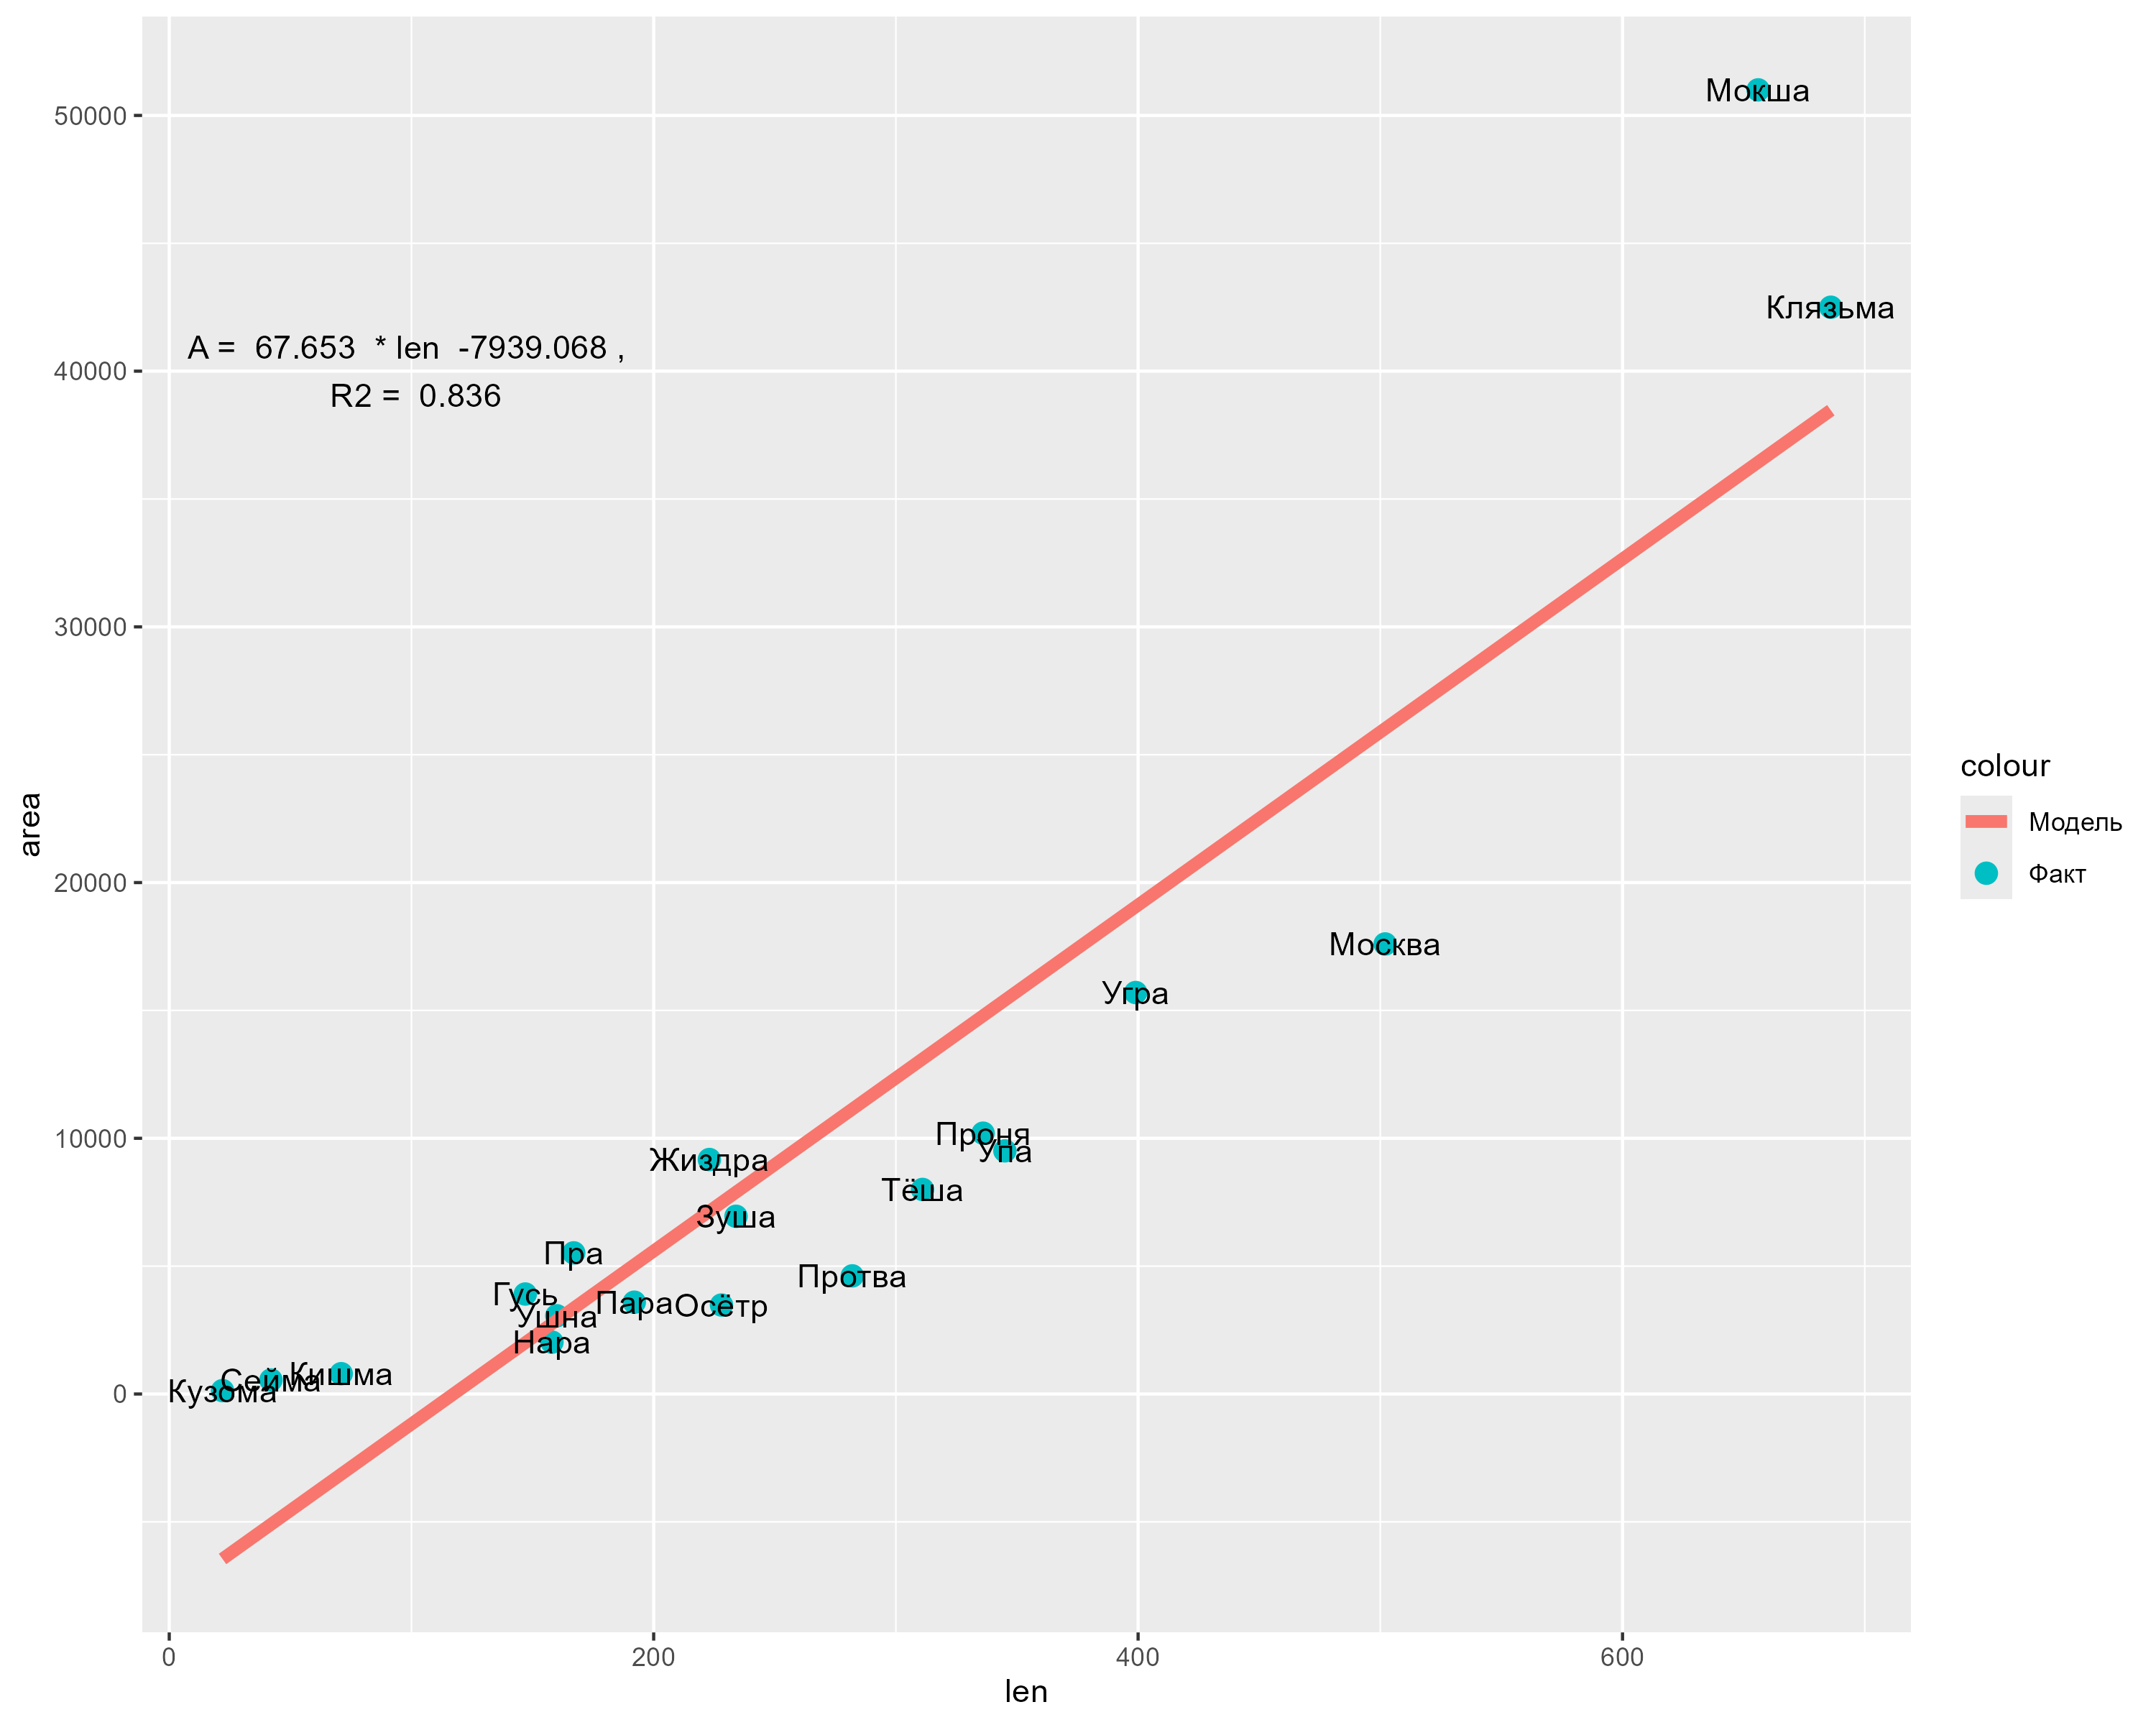 Мокша
50000
Клязьма
A =  67.653  * len  -7939.068 ,
40000
R2 =  0.836
30000
colour
Модель
area
20000
Факт
Москва
Угра
10000
Проня
Упа
Жиздра
Тёша
Зуша
Пра
Протва
Гусь
Ушна
Пара
Осётр
Нара
Кишма
Сейма
Кузома
0
0 200 400 600
len